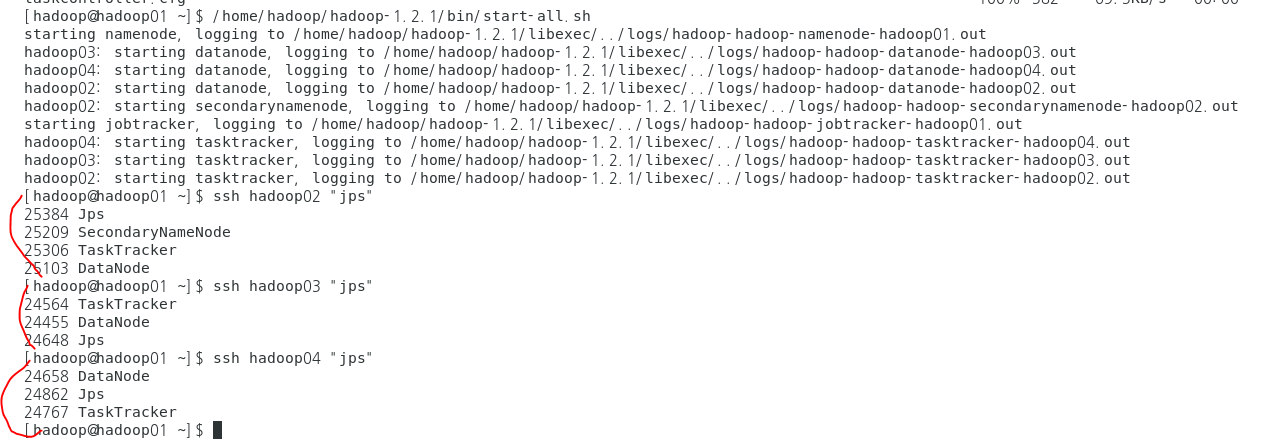 [hadoop@hadoop01 ~]$ /home/hadoop/hadoop-1.2.1/bin/start-all.sh
starting namenode, logging to /home/hadoop/hadoop-1.2.1/libexec/../logs/hadoop-hadoop-namenode-hadoop01.out
hadoop03: starting datanode, logging to /home/hadoop/hadoop-1.2.1/libexec/../logs/hadoop-hadoop-datanode-hadoop03.out
hadoop04: starting datanode, logging to /home/hadoop/hadoop-1.2.1/libexec/../logs/hadoop-hadoop-datanode-hadoop04.out
hadoop02: starting datanode, logging to /home/hadoop/hadoop-1.2.1/libexec/../logs/hadoop-hadoop-datanode-hadoop02.out
hadoop02: starting secondarynamenode, logging to /home/hadoop/hadoop-1.2.1/libexec/../logs/hadoop-hadoop-secondarynamenode-hadoop02.out
starting jobtracker, logging to /home/hadoop/hadoop-1.2.1/libexec/../logs/hadoop-hadoop-jobtracker-hadoop01.out
hadoop04: starting tasktracker, logging to /home/hadoop/hadoop-1.2.1/libexec/../logs/hadoop-hadoop-tasktracker-hadoop04.out
hadoop03: starting tasktracker, logging to /home/hadoop/hadoop-1.2.1/libexec/../logs/hadoop-hadoop-tasktracker-hadoop03.out
hadoop02: starting tasktracker, logging to /home/hadoop/hadoop-1.2.1/libexec/../logs/hadoop-hadoop-tasktracker-hadoop02.out
[hadoop@hadoop01 ~]$ ssh hadoop02 "jps"
25384 Jps
25209 SecondaryNameNode
25306 TaskTracker
25103 DataNode
[hadoop@hadoop01 ~]$ ssh hadoop03 "jps"
24564 TaskTracker
24455 DataNode
24648 Jps
[hadoop@hadoop01 ~]$ ssh hadoop04 "jps"
24658 DataNode
24862 Jps
24767 TaskTracker
[hadoop@hadoop01 ~]$